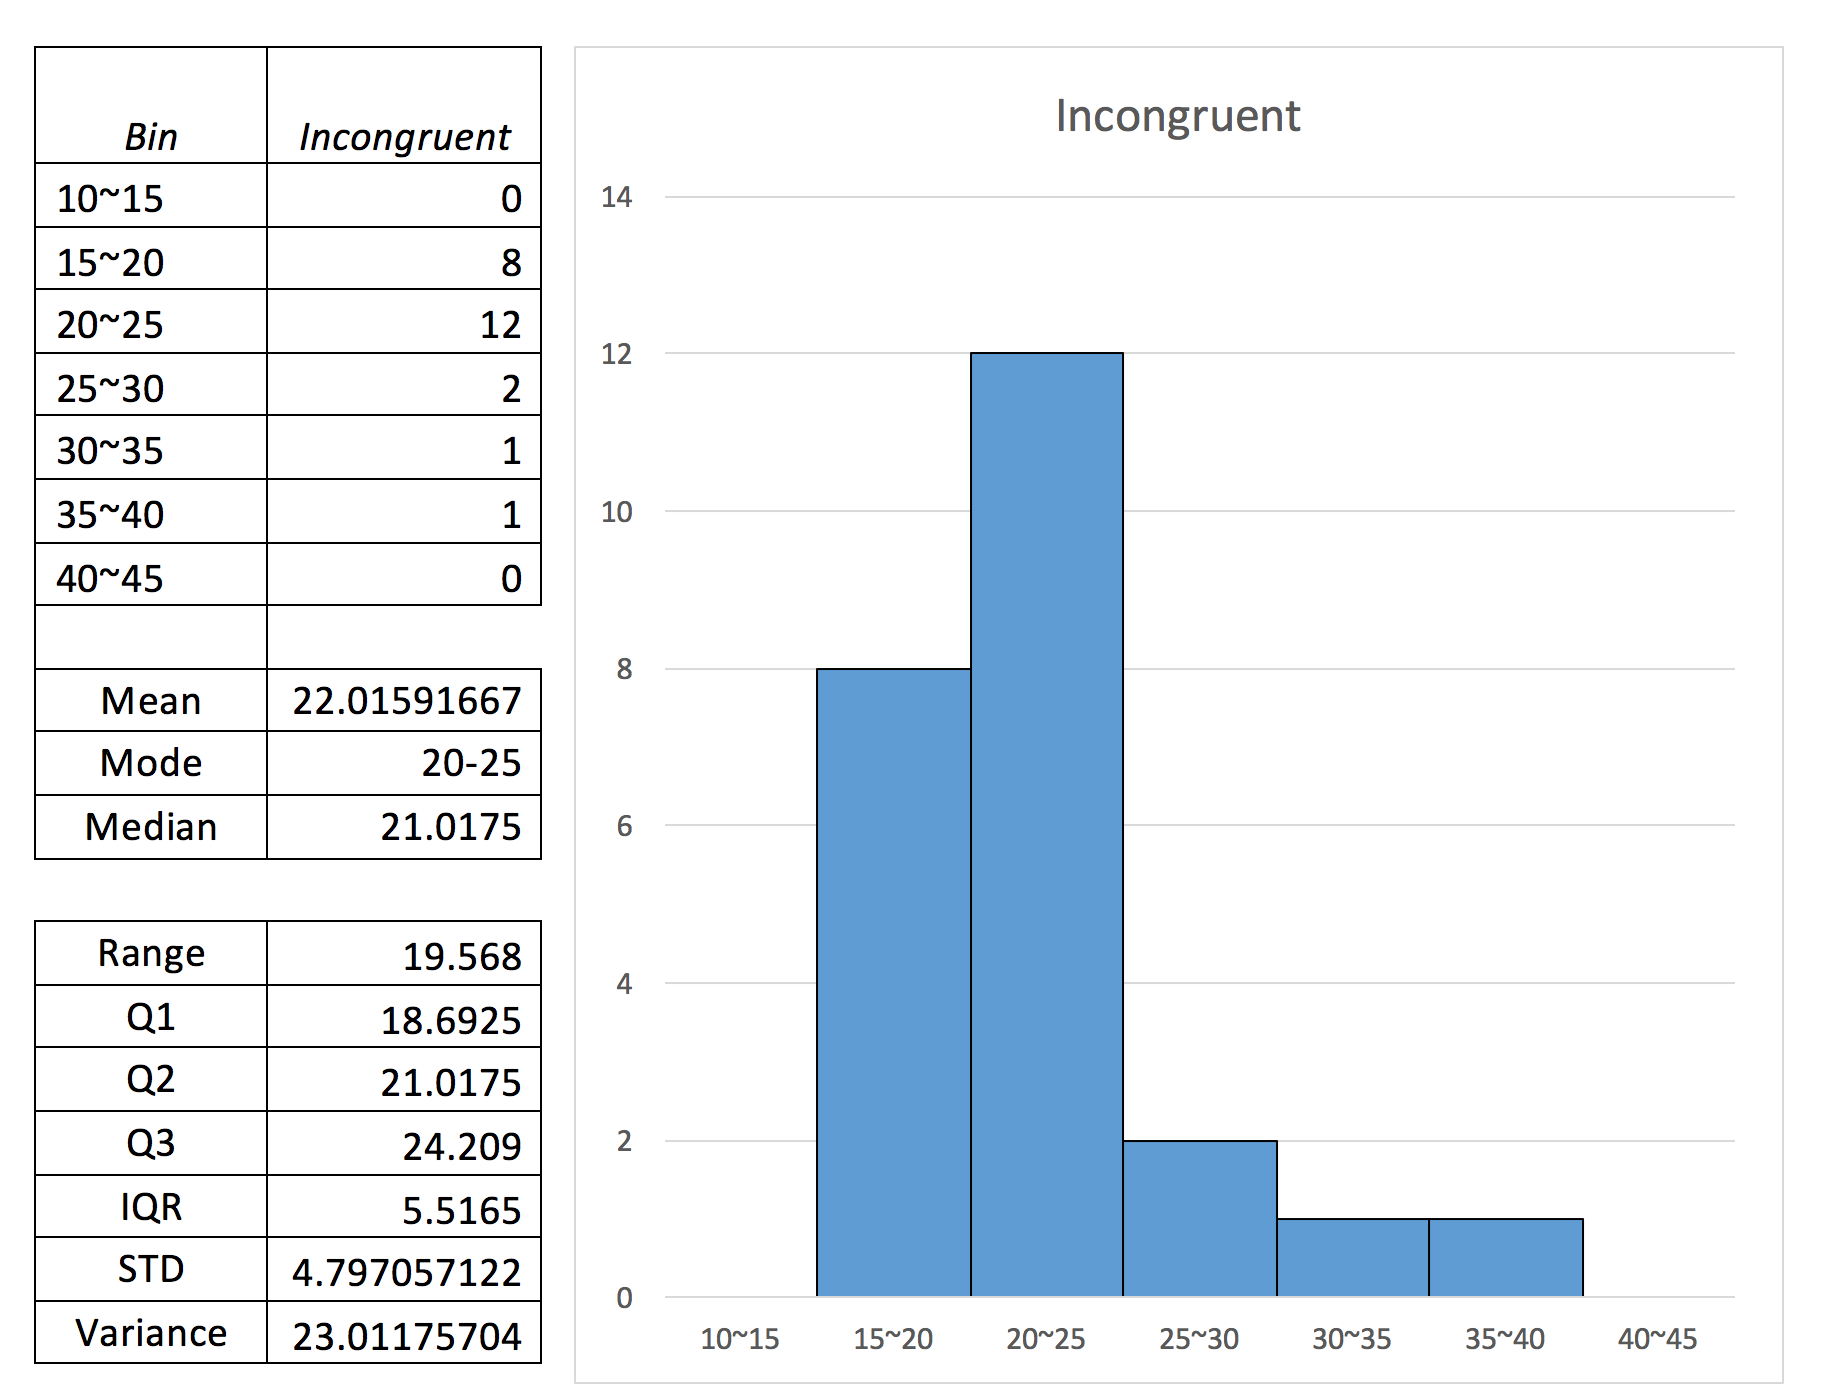 Bin Incongruent
10~15 0
15~20 8
20~25 12
25~30 2
30~35 1
35~40 1
40~45 0
Mean 22.01591667
Mode 20-25
Median 21.0175
Range 19.568
Q1 18.6925
Q2 21.0175
Q3 24.209
IQR 5.5165
STD 4.797057122
Variance 23.01175704
Incongruent
14
12
10
8
6
4
2
0
10~15 15~20 20~25 25~30 30~35 35~40 40~45